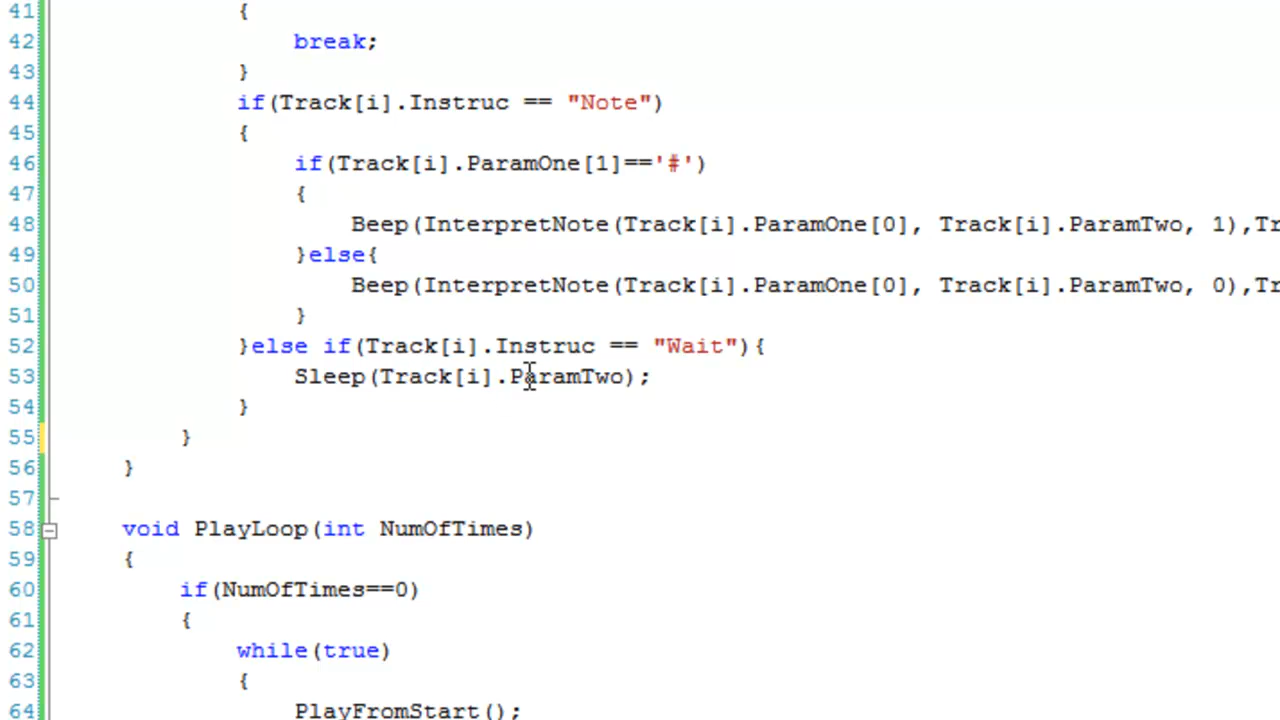 41 {
42 break;
43 }
44 if(Track[i].Instruc == "Note")
45 {
46 if(Track[i].ParamOne[1]=='#')
47 {
48 Beep(InterpretNote(Track[i].ParamOne[0], Track[i].ParamTwo, 1),Tr
49 }else{
50 Beep(InterpretNote(Track[i].ParamOne[0], Track[i].ParamTwo, 0),Tr
51 }
52 }else if(Track[i].Instruc == "Wait"){
53 Sleep(Track[i].ParamTwo);
54 }
55 }
56 }
57
58 void PlayLoop(int NumOfTimes)
59 {
60 if(NumOfTimes==0)
61 {
62 while(true)
63 {
64 PlayFromStart();